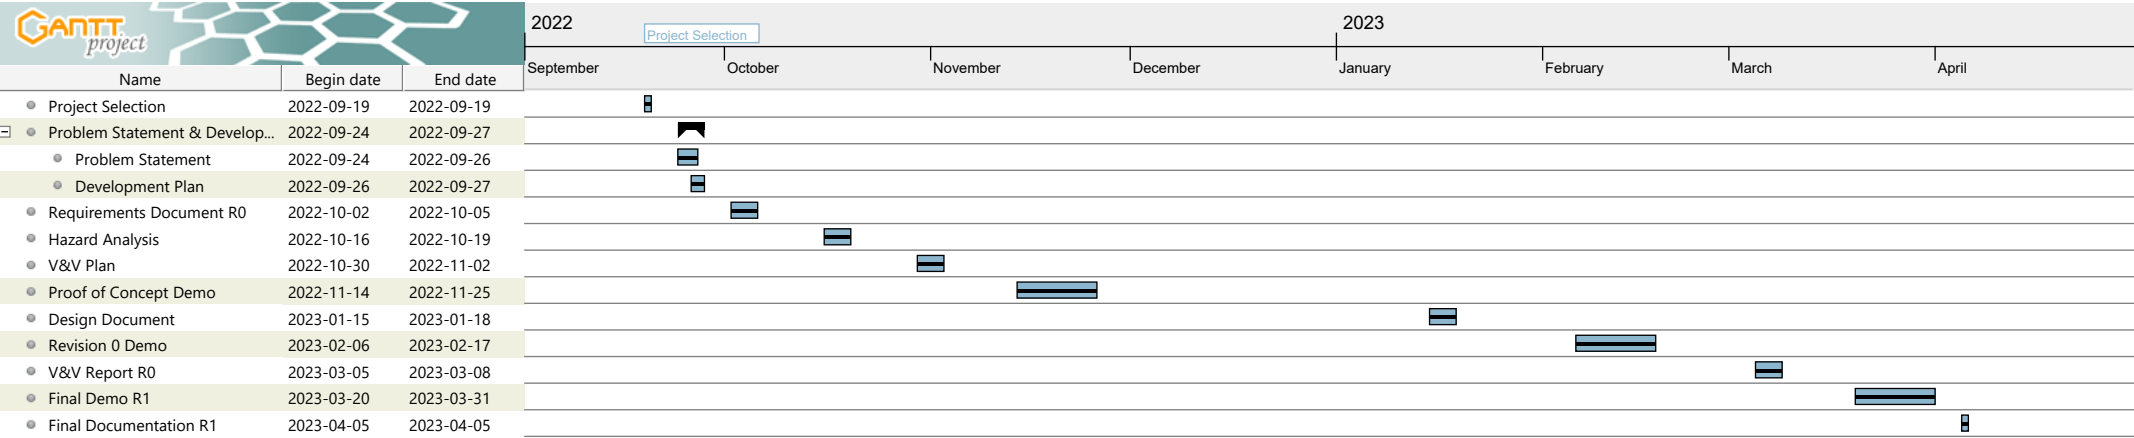 GANTT
project
2022
2023
Project Selection
September October November December January February March April
Name Begin date End date
Project Selection 2022-09-19 2022-09-19
Problem Statement & Develop... 2022-09-24 2022-09-27
Problem Statement 2022-09-24 2022-09-26
Development Plan 2022-09-26 2022-09-27
Requirements Document R0 2022-10-02 2022-10-05
Hazard Analysis 2022-10-16 2022-10-19
V&V Plan 2022-10-30 2022-11-02
Proof of Concept Demo 2022-11-14 2022-11-25
Design Document 2023-01-15 2023-01-18
Revision 0 Demo 2023-02-06 2023-02-17
V&V Report R0 2023-03-05 2023-03-08
Final Demo R1 2023-03-20 2023-03-31
Final Documentation R1 2023-04-05 2023-04-05